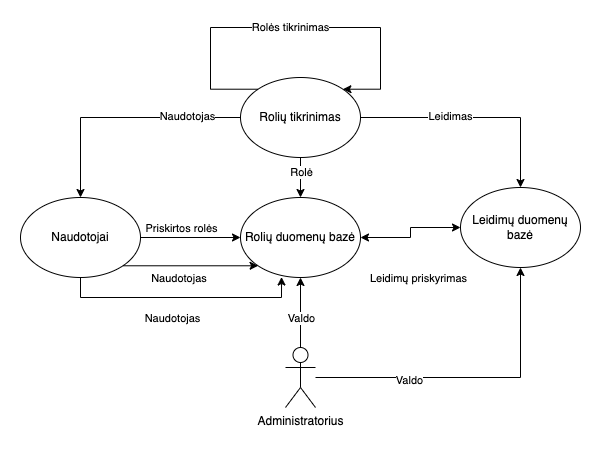 Rolės tikrinimas
Naudotojas
Rolių tikrinimas
Leidimas
Rolė
Naudotojai
Priskirtos rolės
Rolių duomenų bazė
Leidimų duomenų
bazė
Naudotojas
Leidimų priskyrimas
Naudotojas
Valdo
Valdo
Administratorius